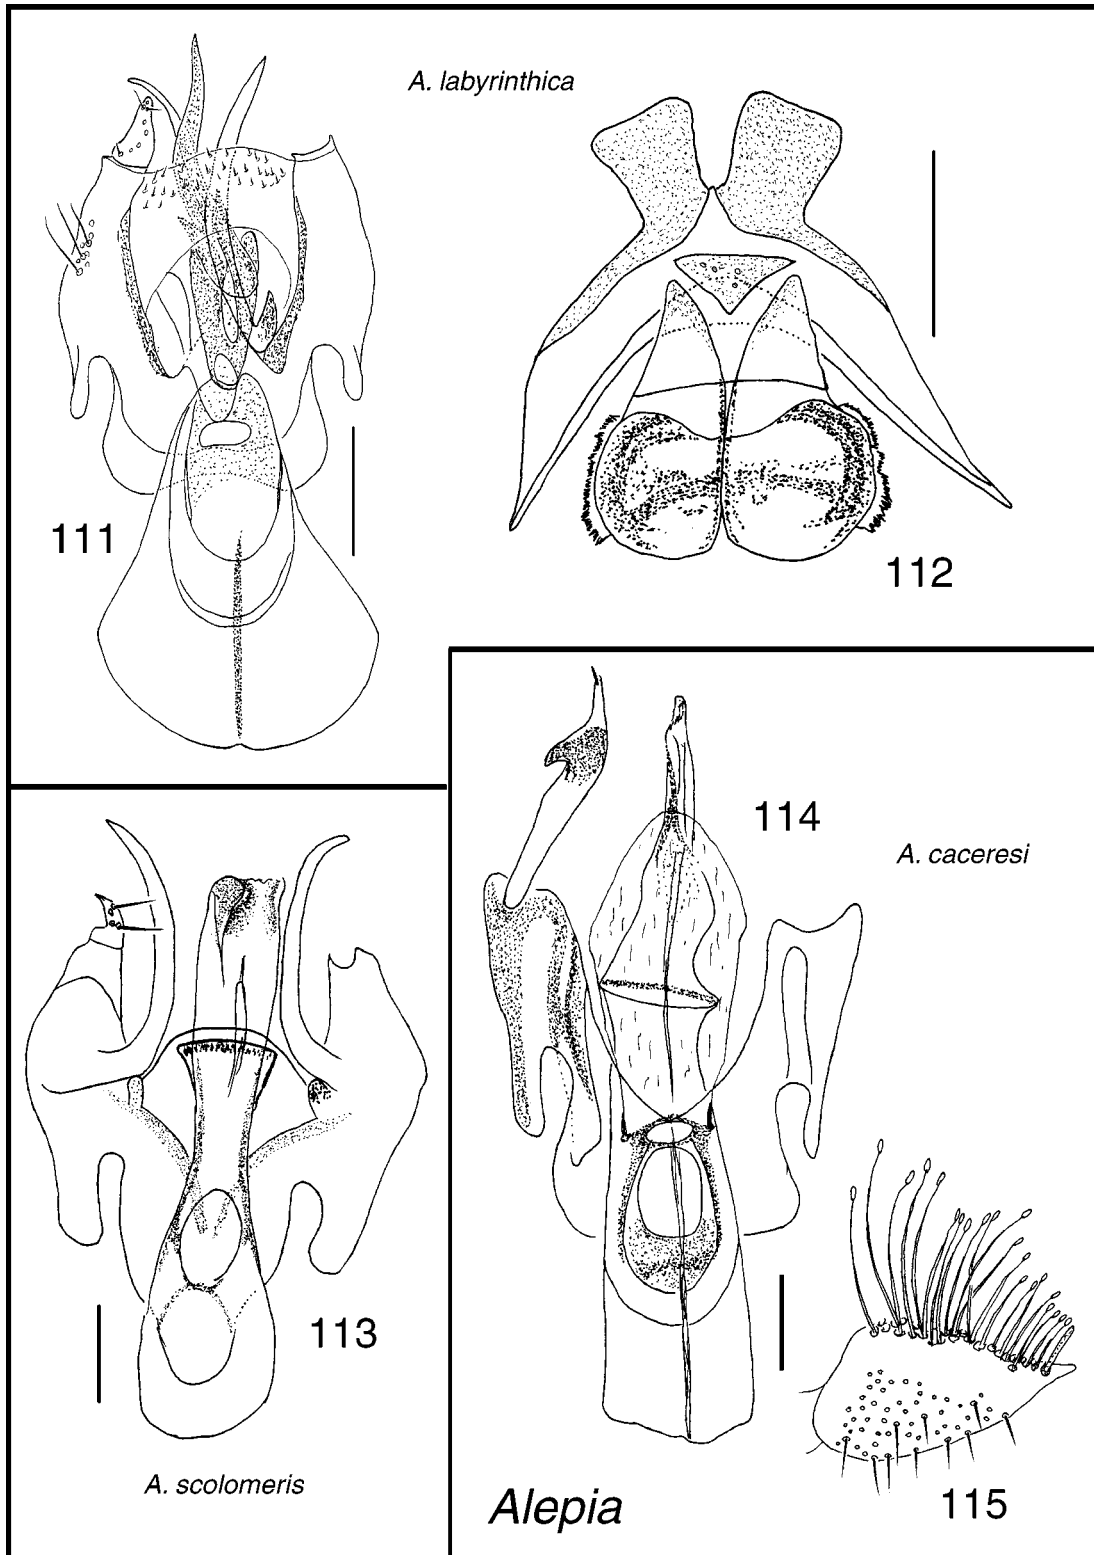 A. labyrinthica
111
112
114
A. caceresi
113
A. scolomeris
Alepia
115